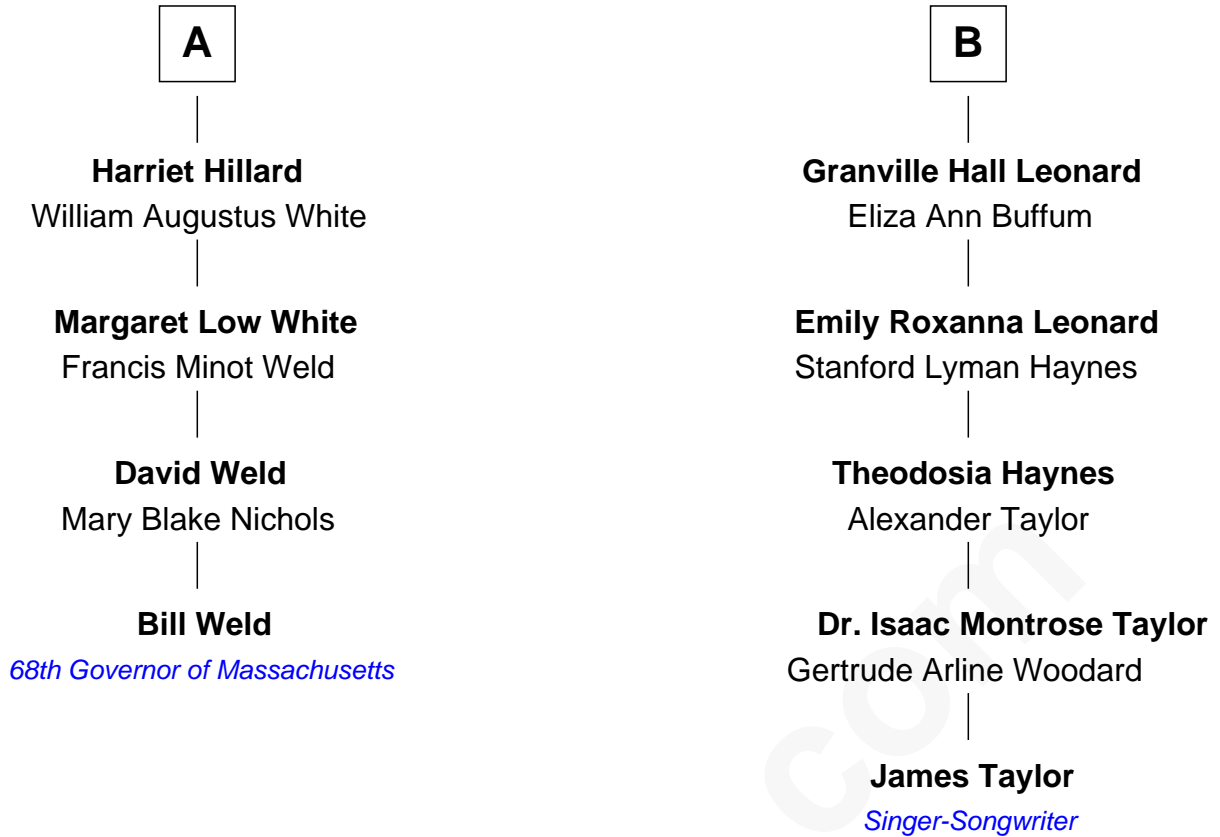 A
Harriet Hillard
William Augustus White
Margaret Low White
Francis Minot Weld
David Weld
Mary Blake Nichols
Bill Weld
68th Governor of Massachusetts
B
Granville Hall Leonard
Eliza Ann Buffum
Emily Roxanna Leonard
Stanford Lyman Haynes
Theodosia Haynes
Alexander Taylor
Dr. Isaac Montrose Taylor
Gertrude Arline Woodard
James Taylor
Singer-Songwriter
com